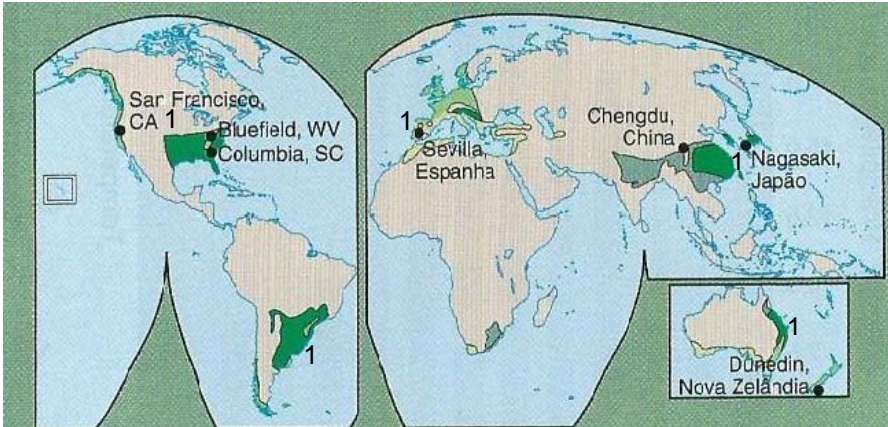 San Francisco,
CA
1
Bluefield, WV
Columbia, SC
1
1
Sevilla,
Espanha
Chengdu,
China
1
Nagasaki,
Japão
1
Dunedin,
Nova Zelândia